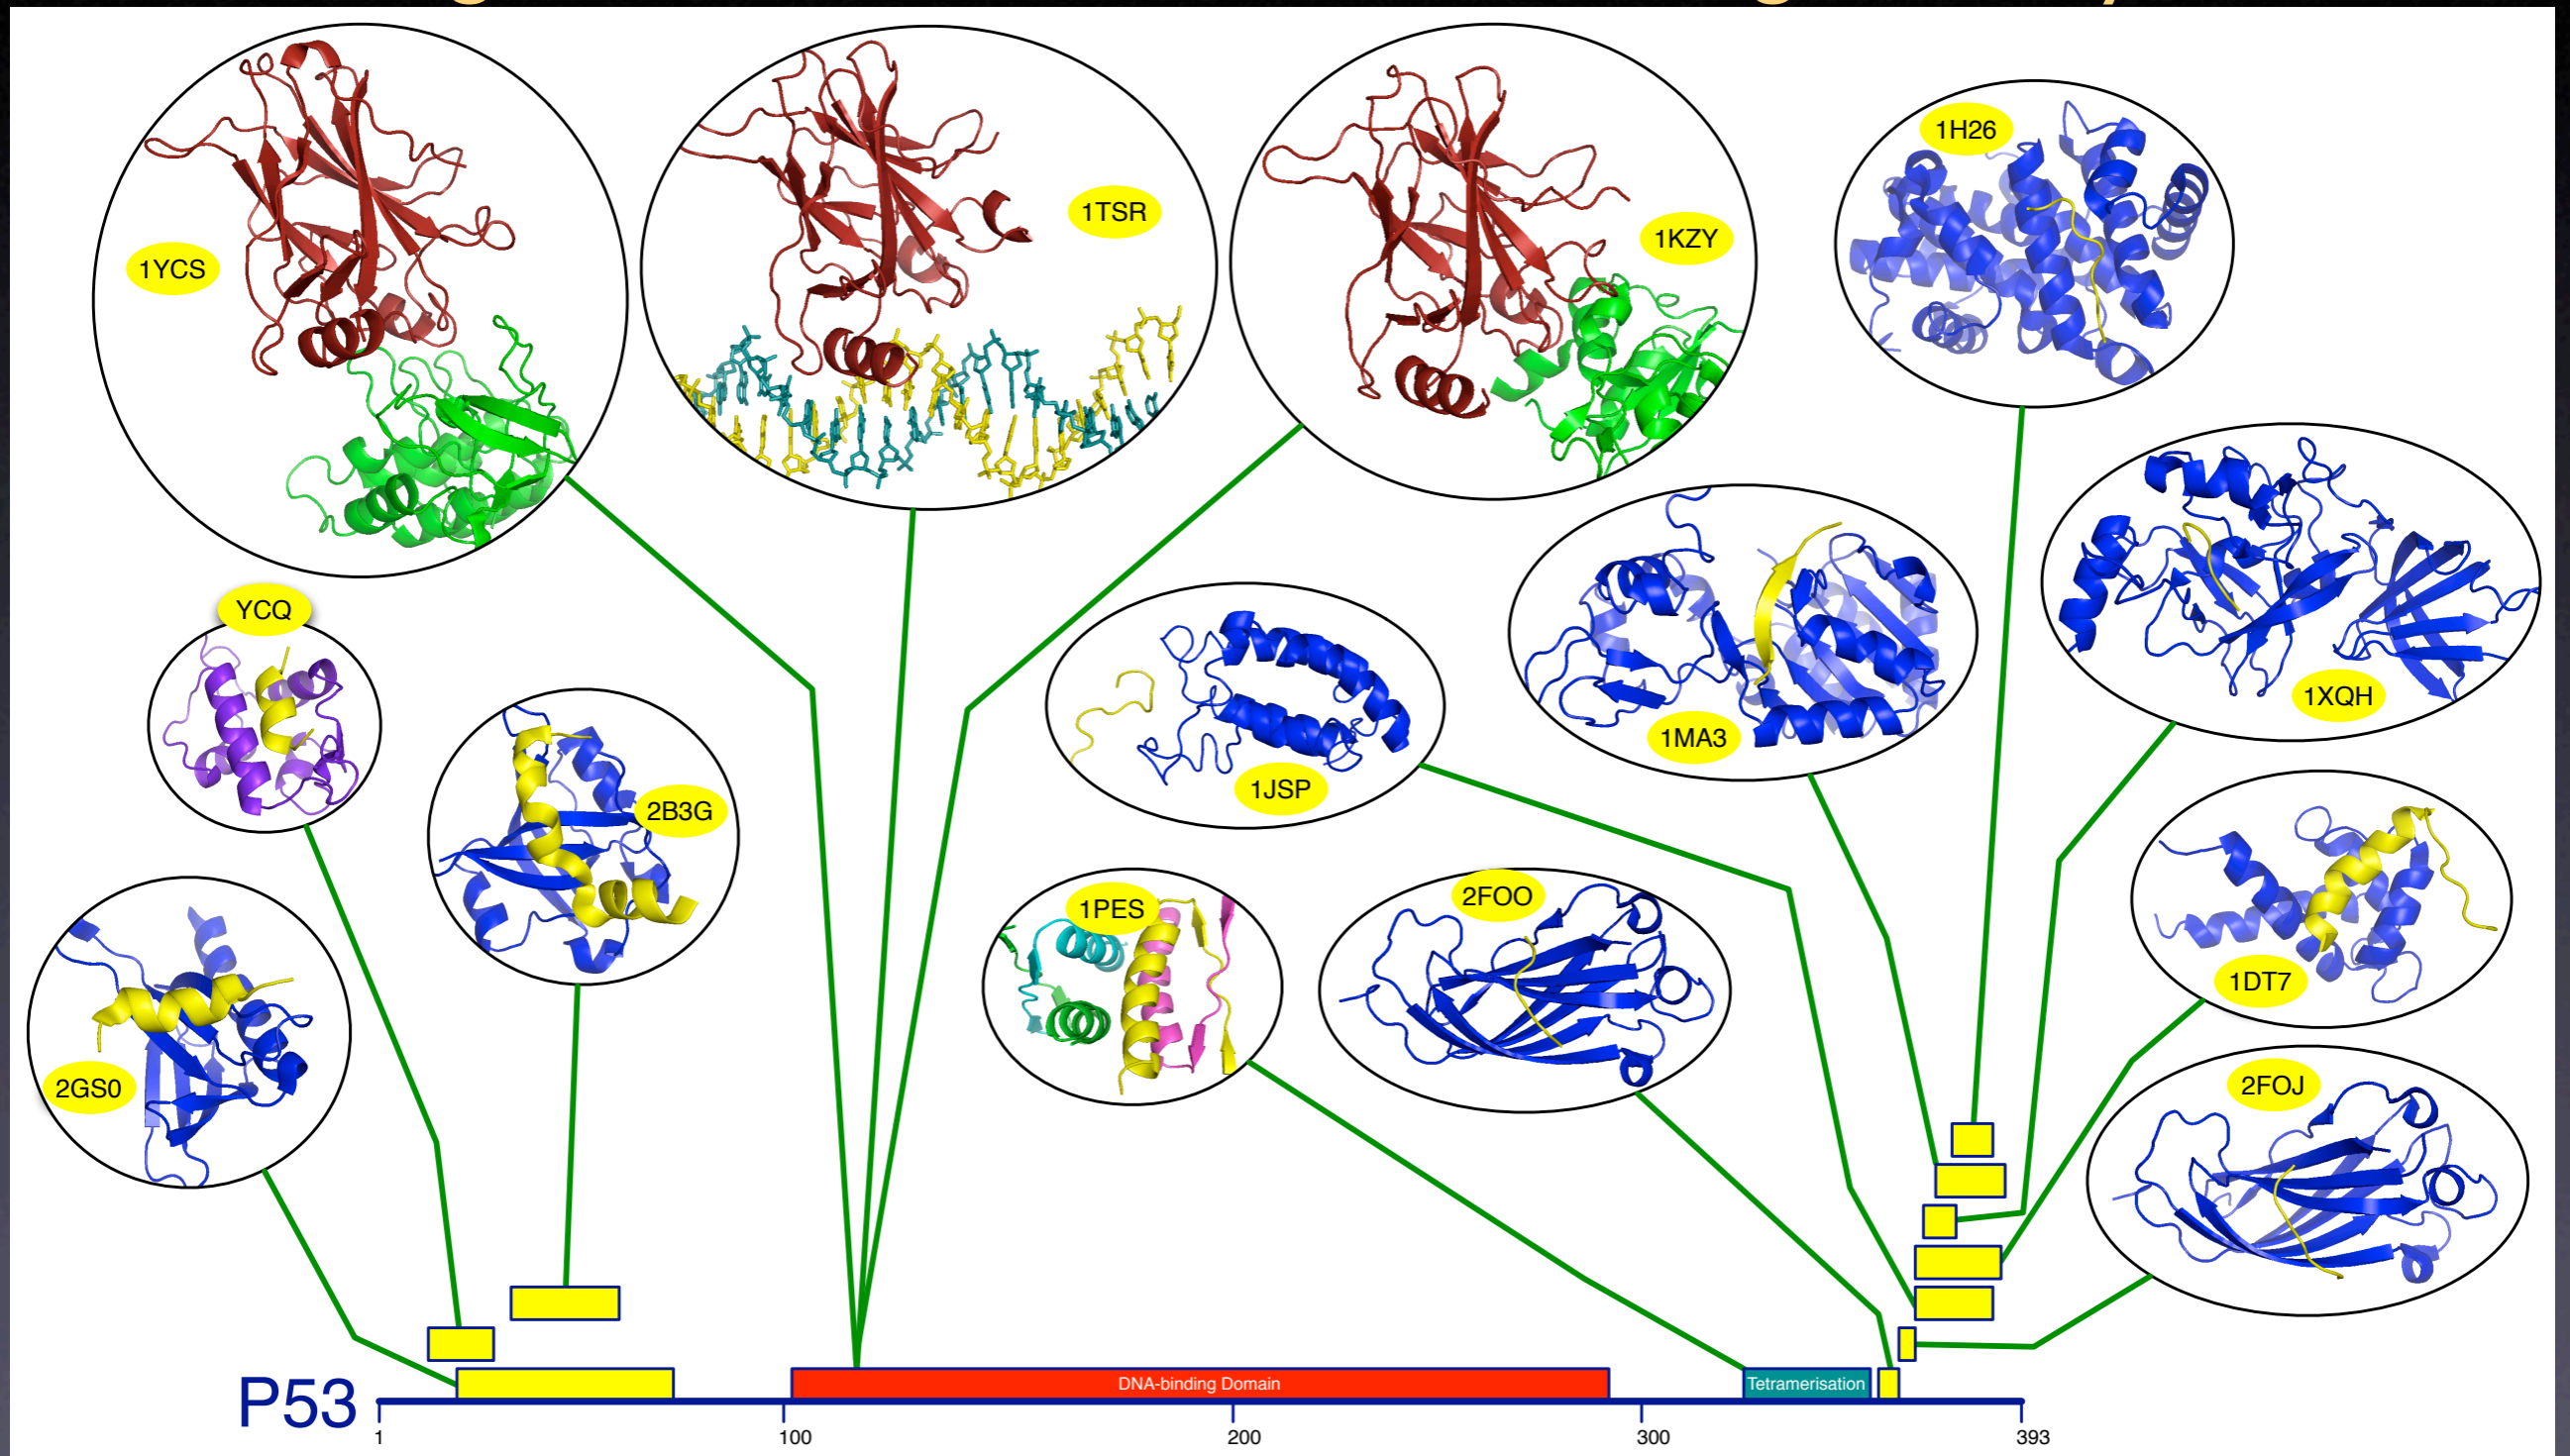 1YCS
1TSR
1KZY
1H26
YCQ
2B3G
1JSP
1MA3
1XQH
2GS0
1PES
2FOO
1DT7
2FOJ
P53
DNA-binding Domain
Tetramerisation
1
100
200
300
393